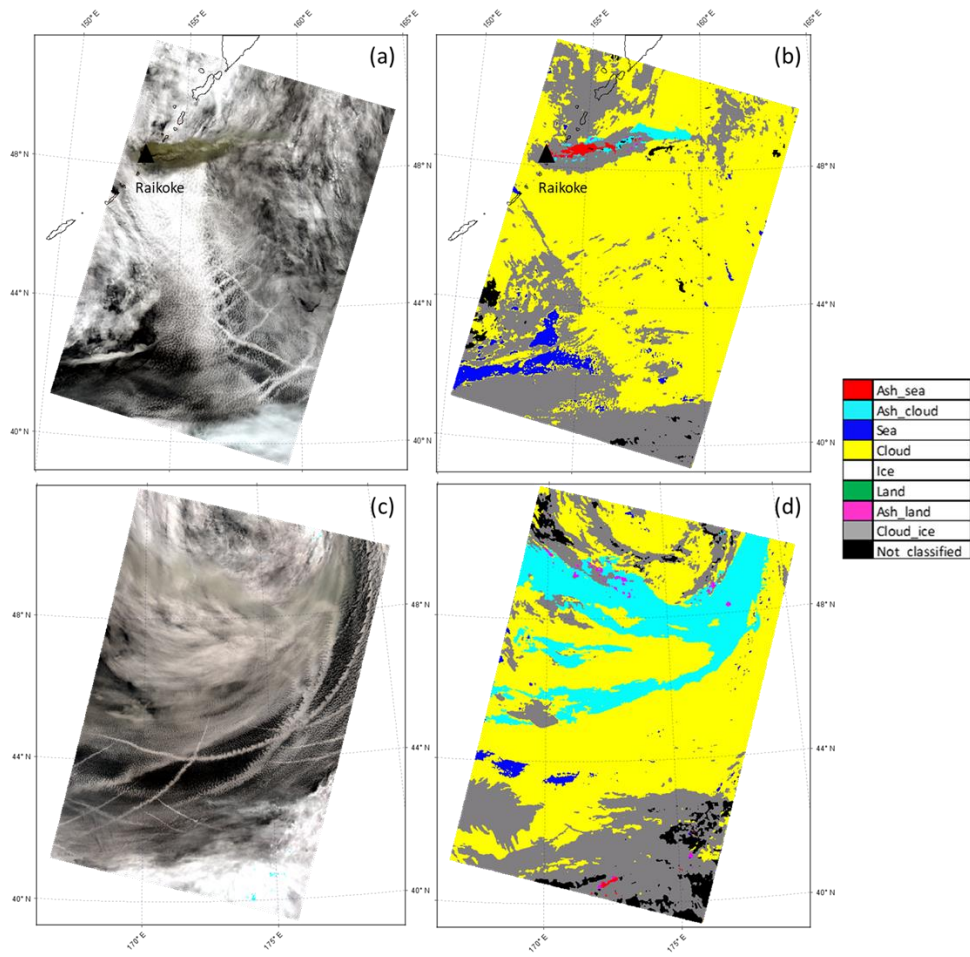 150° E 155° E 160° E 165° E 150° E 155° E 160° E 165° E
(a) (b)
48° N 48° N
Raikoke Raikoke
44° N 44° N
40° N 40° N
Ash_sea
Ash_cloud
Sea
Cloud
Ice
Land
Ash_land
Cloud_ice
Not_classified
(c) (d)
48° N 48° N
44° N 44° N
40° N 40° N
170° E 175° E 170° E 175° E